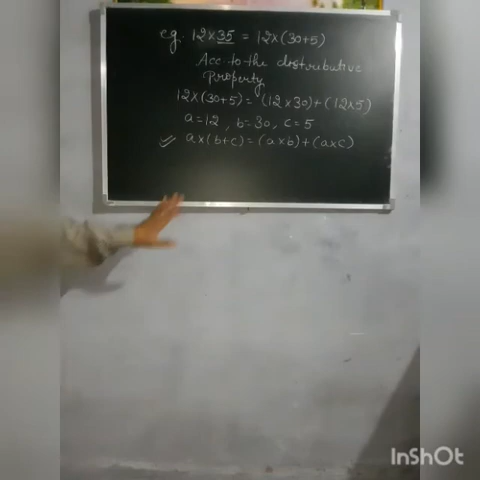 eg. 12×35 = 12×(30+5)
Acc. to the distributive
Property
12×(30+5) = (12×30)+(12×5)
a=12, b=30, c=5
a×(b+c)=(a×b)+(a×c)
InShOt